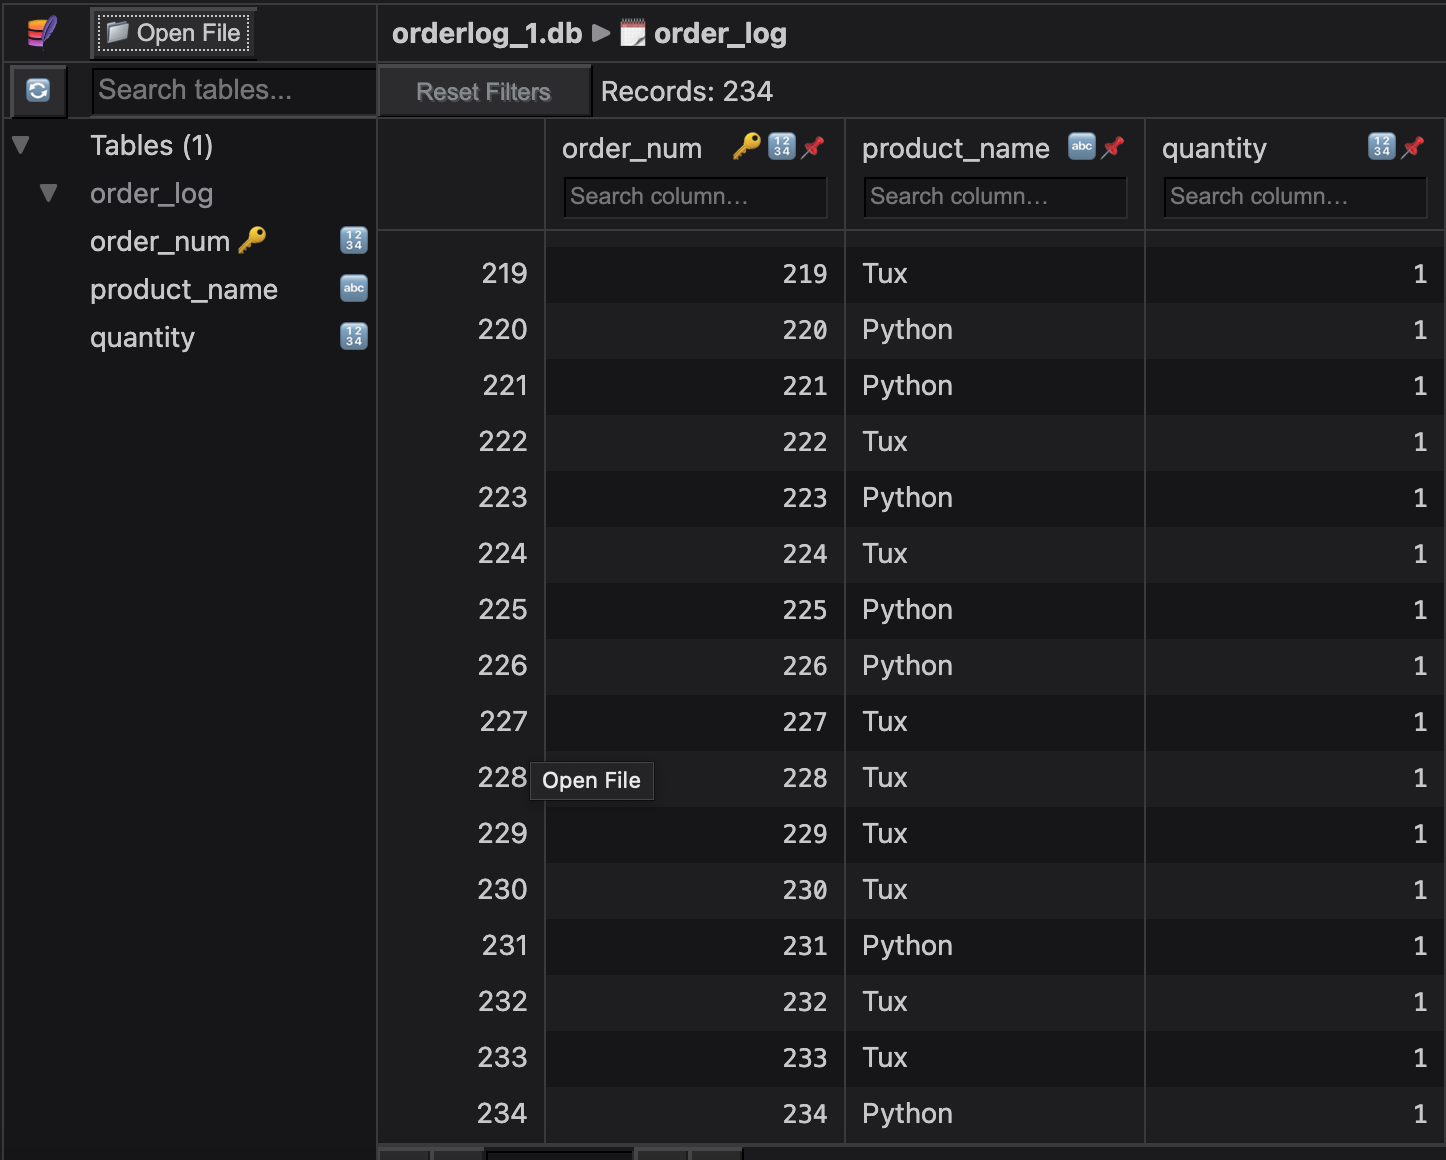 Open File
orderlog_1.db ▶ order_log
Search tables...
Reset Filters
Records: 234
Tables (1)
order_log
order_num
product_name
quantity
order_num product_name quantity
Search column... Search column... Search column...
219 219 Tux 1
220 220 Python 1
221 221 Python 1
222 222 Tux 1
223 223 Python 1
224 224 Tux 1
225 225 Python 1
226 226 Python 1
227 227 Tux 1
228 Open File 228 Tux 1
229 229 Tux 1
230 230 Tux 1
231 231 Python 1
232 232 Tux 1
233 233 Tux 1
234 234 Python 1